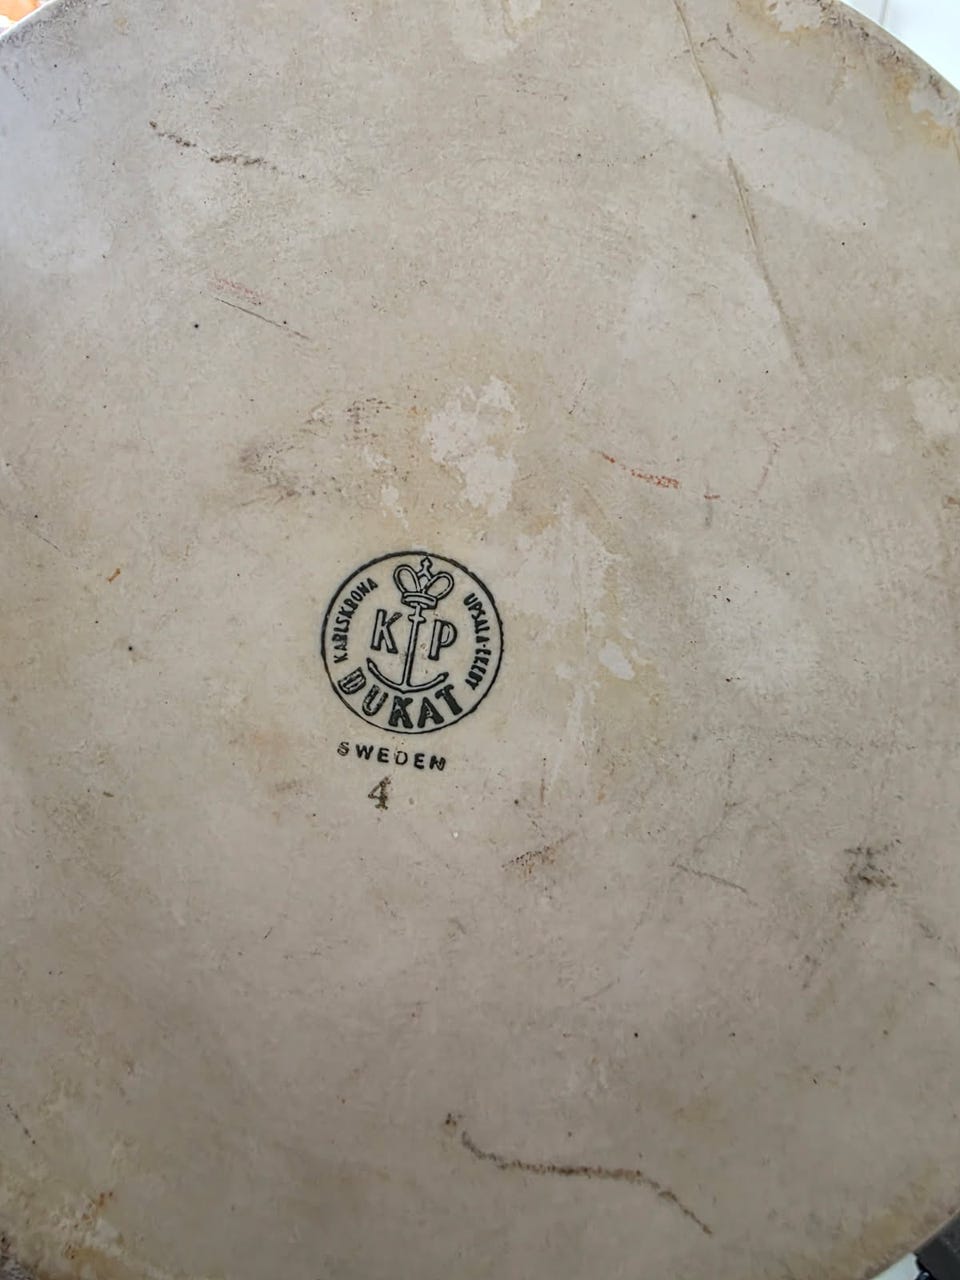 KARLSKRONA
UPSALA-EKEBY
K P
DUKAT
SWEDEN
4